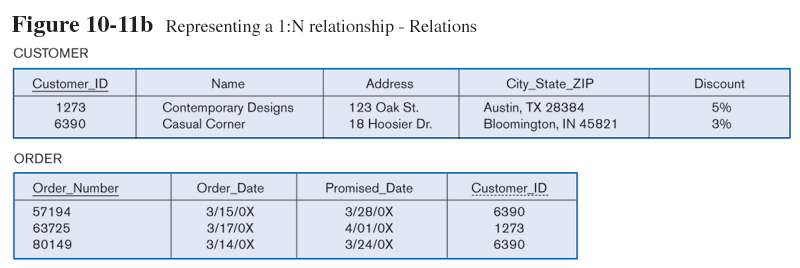 Figure 10-11b Representing a 1:N relationship - Relations
CUSTOMER
Customer_ID Name Address City_State_ZIP Discount
1273 Contemporary Designs 123 Oak St. Austin, TX 28384 5%
6390 Casual Corner 18 Hoosier Dr. Bloomington, IN 45821 3%
ORDER
Order_Number Order_Date Promised_Date Customer_ID
57194 3/15/0X 3/28/0X 6390
63725 3/17/0X 4/01/0X 1273
80149 3/14/0X 3/24/0X 6390